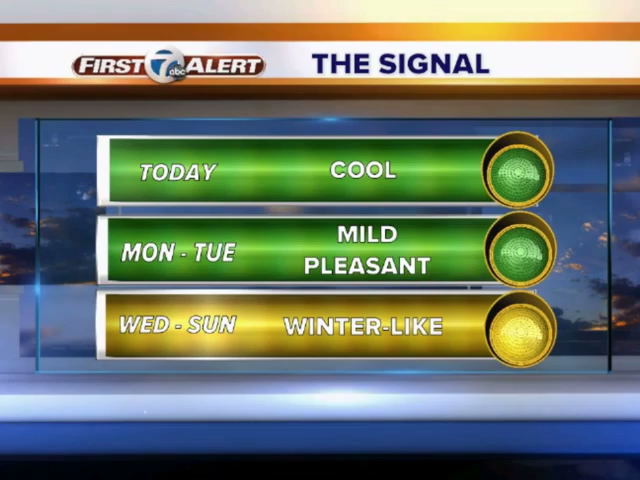 FIRST 7 abc ALERT THE SIGNAL
TODAY COOL
MON - TUE MILD
PLEASANT
WED - SUN WINTER-LIKE